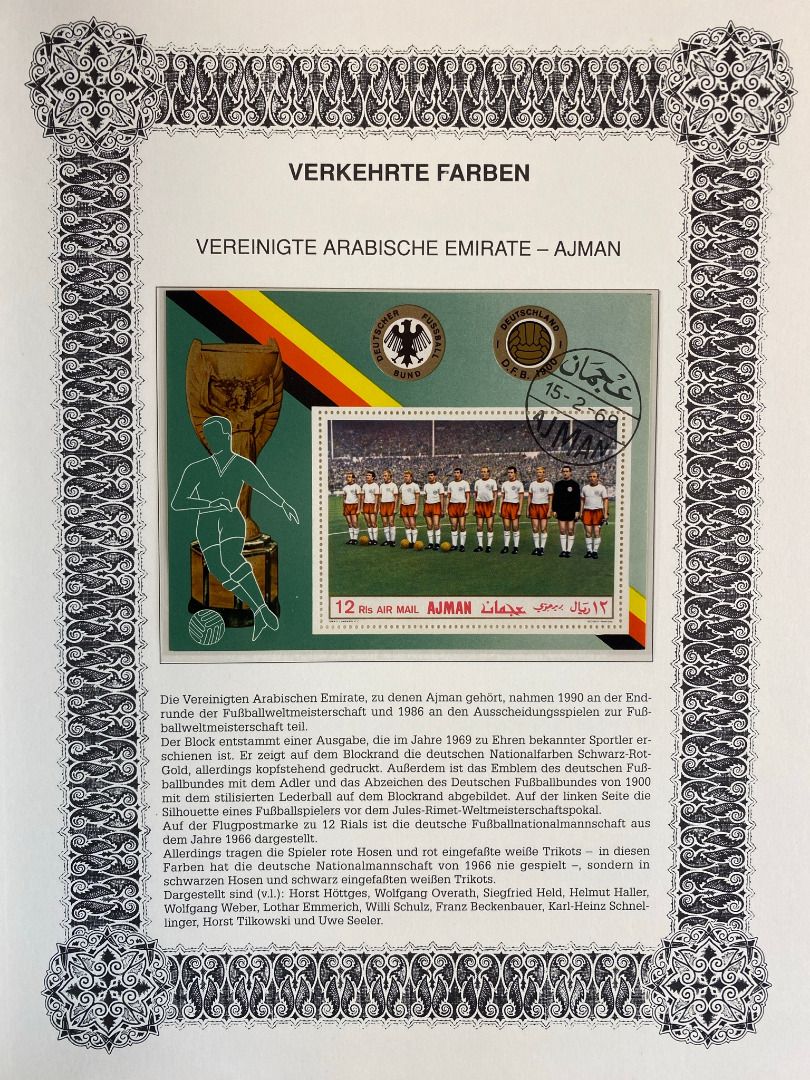 VERKEHRTE FARBEN
VEREINIGTE ARABISCHE EMIRATE – AJMAN
DEUTSCHER FUSSBALL
BUND
DEUTSCHLAND
D.F.B. 1900
عجمان
15-2-69
AJMAN
12 Rls AIR MAIL AJMAN عجمان بريد جوي ١٢ ريال
Die Vereinigten Arabischen Emirate, zu denen Ajman gehört, nahmen 1990 an der End-
runde der Fußballweltmeisterschaft und 1986 an den Ausscheidungsspielen zur Fuß-
ballweltmeisterschaft teil.
Der Block entstammt einer Ausgabe, die im Jahre 1969 zu Ehren bekannter Sportler er-
schienen ist. Er zeigt auf dem Blockrand die deutschen Nationalfarben Schwarz-Rot-
Gold, allerdings kopfstehend gedruckt. Außerdem ist das Emblem des deutschen Fuß-
ballbundes mit dem Adler und das Abzeichen des Deutschen Fußballbundes von 1900
mit dem stilisierten Lederball auf dem Blockrand abgebildet. Auf der linken Seite die
Silhouette eines Fußballspielers vor dem Jules-Rimet-Weltmeisterschaftspokal.
Auf der Flugpostmarke zu 12 Rials ist die deutsche Fußballnationalmannschaft aus
dem Jahre 1966 dargestellt.
Allerdings tragen die Spieler rote Hosen und rot eingefaßte weiße Trikots – in diesen
Farben hat die deutsche Nationalmannschaft von 1966 nie gespielt –, sondern in
schwarzen Hosen und schwarz eingefaßten weißen Trikots.
Dargestellt sind (v.l.): Horst Höttges, Wolfgang Overath, Siegfried Held, Helmut Haller,
Wolfgang Weber, Lothar Emmerich, Willi Schulz, Franz Beckenbauer, Karl-Heinz Schnel-
linger, Horst Tilkowski und Uwe Seeler.